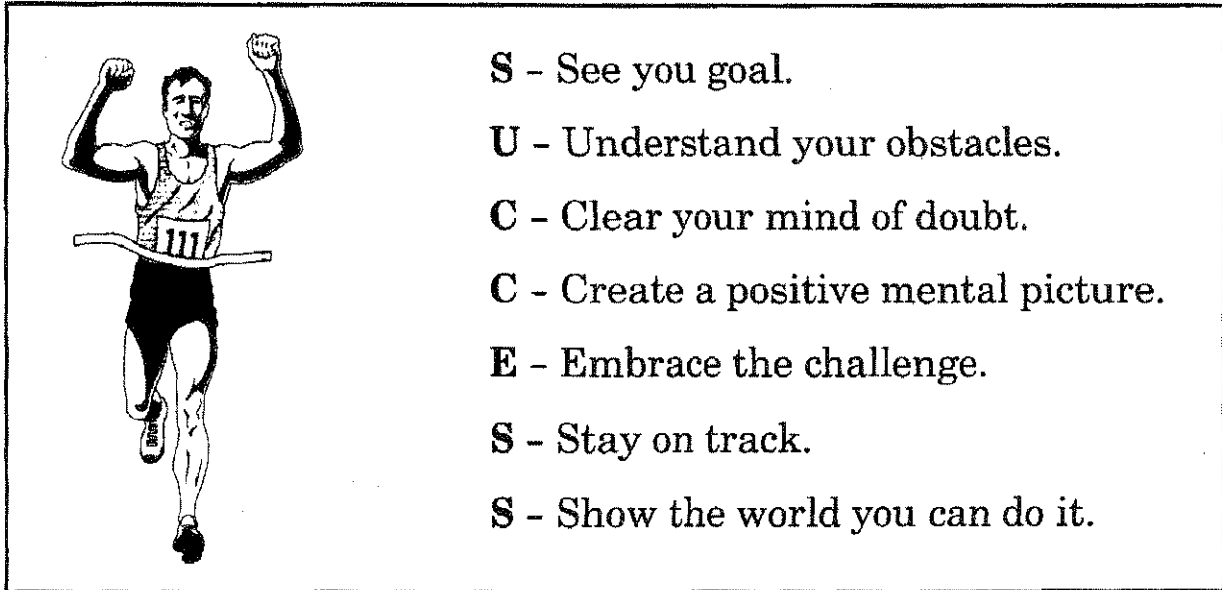 S - See you goal.
U - Understand your obstacles.
C - Clear your mind of doubt.
C - Create a positive mental picture.
E - Embrace the challenge.
S - Stay on track.
S - Show the world you can do it.
111